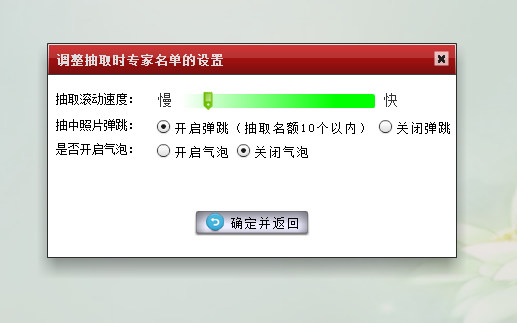 调整抽取时专家名单的设置
抽取滚动速度： 慢 快
抽中照片弹跳： 开启弹跳（抽取名额10个以内） 关闭弹跳
是否开启气泡： 开启气泡 关闭气泡
确定并返回